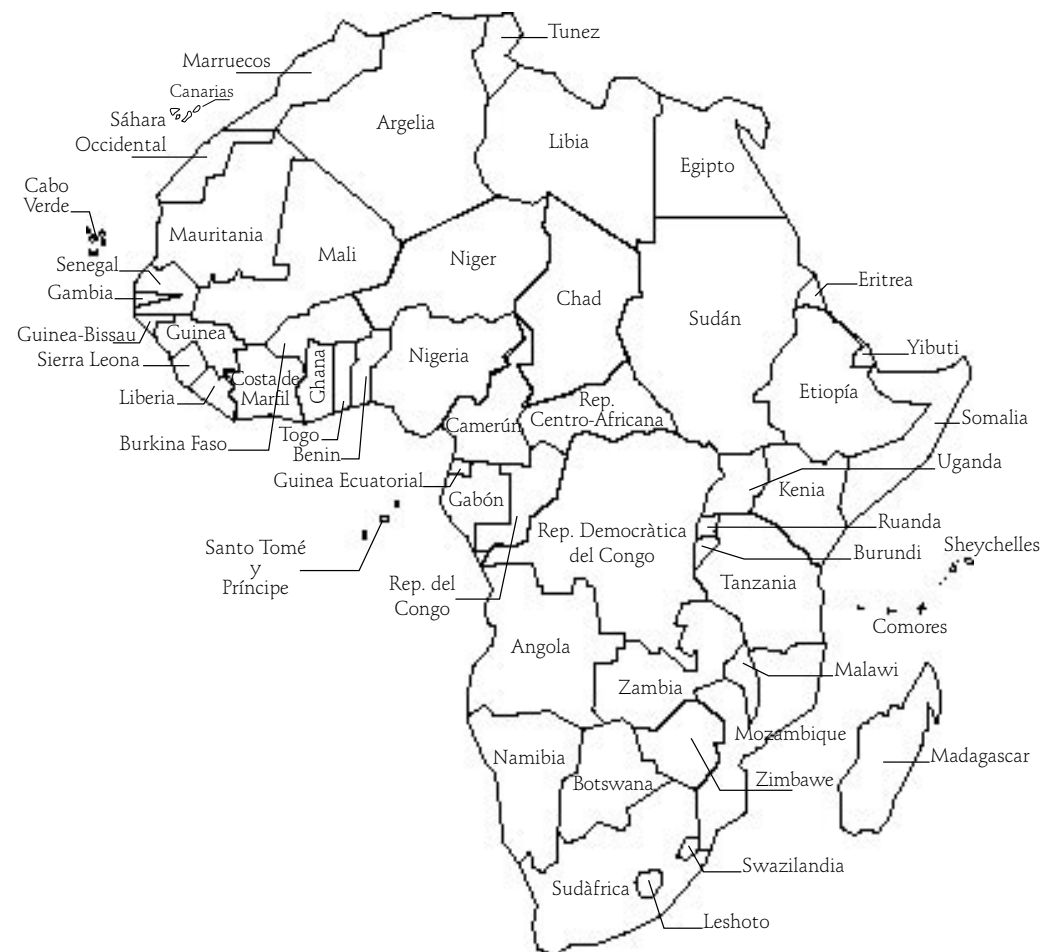 Tunez
Marruecos
Canarias
Sáhara
Occidental
Argelia
Libia
Egipto
Cabo
Verde
Mauritania
Mali
Niger
Chad
Sudán
Senegal
Gambia
Eritrea
Guinea-Bissau
Guinea
Sierra Leona
Liberia
Costa de
Marfil
Ghana
Nigeria
Yibuti
Etiopía
Somalia
Burkina Faso
Togo
Benin
Camerún
Rep.
Centro-Africana
Guinea Ecuatorial
Gabón
Uganda
Kenia
Ruanda
Burundi
Rep. Democràtica
del Congo
Santo Tomé
y
Príncipe
Rep. del
Congo
Tanzania
Sheychelles
Comores
Angola
Zambia
Malawi
Mozambique
Madagascar
Namibia
Botswana
Zimbawe
Swazilandia
Sudàfrica
Leshoto